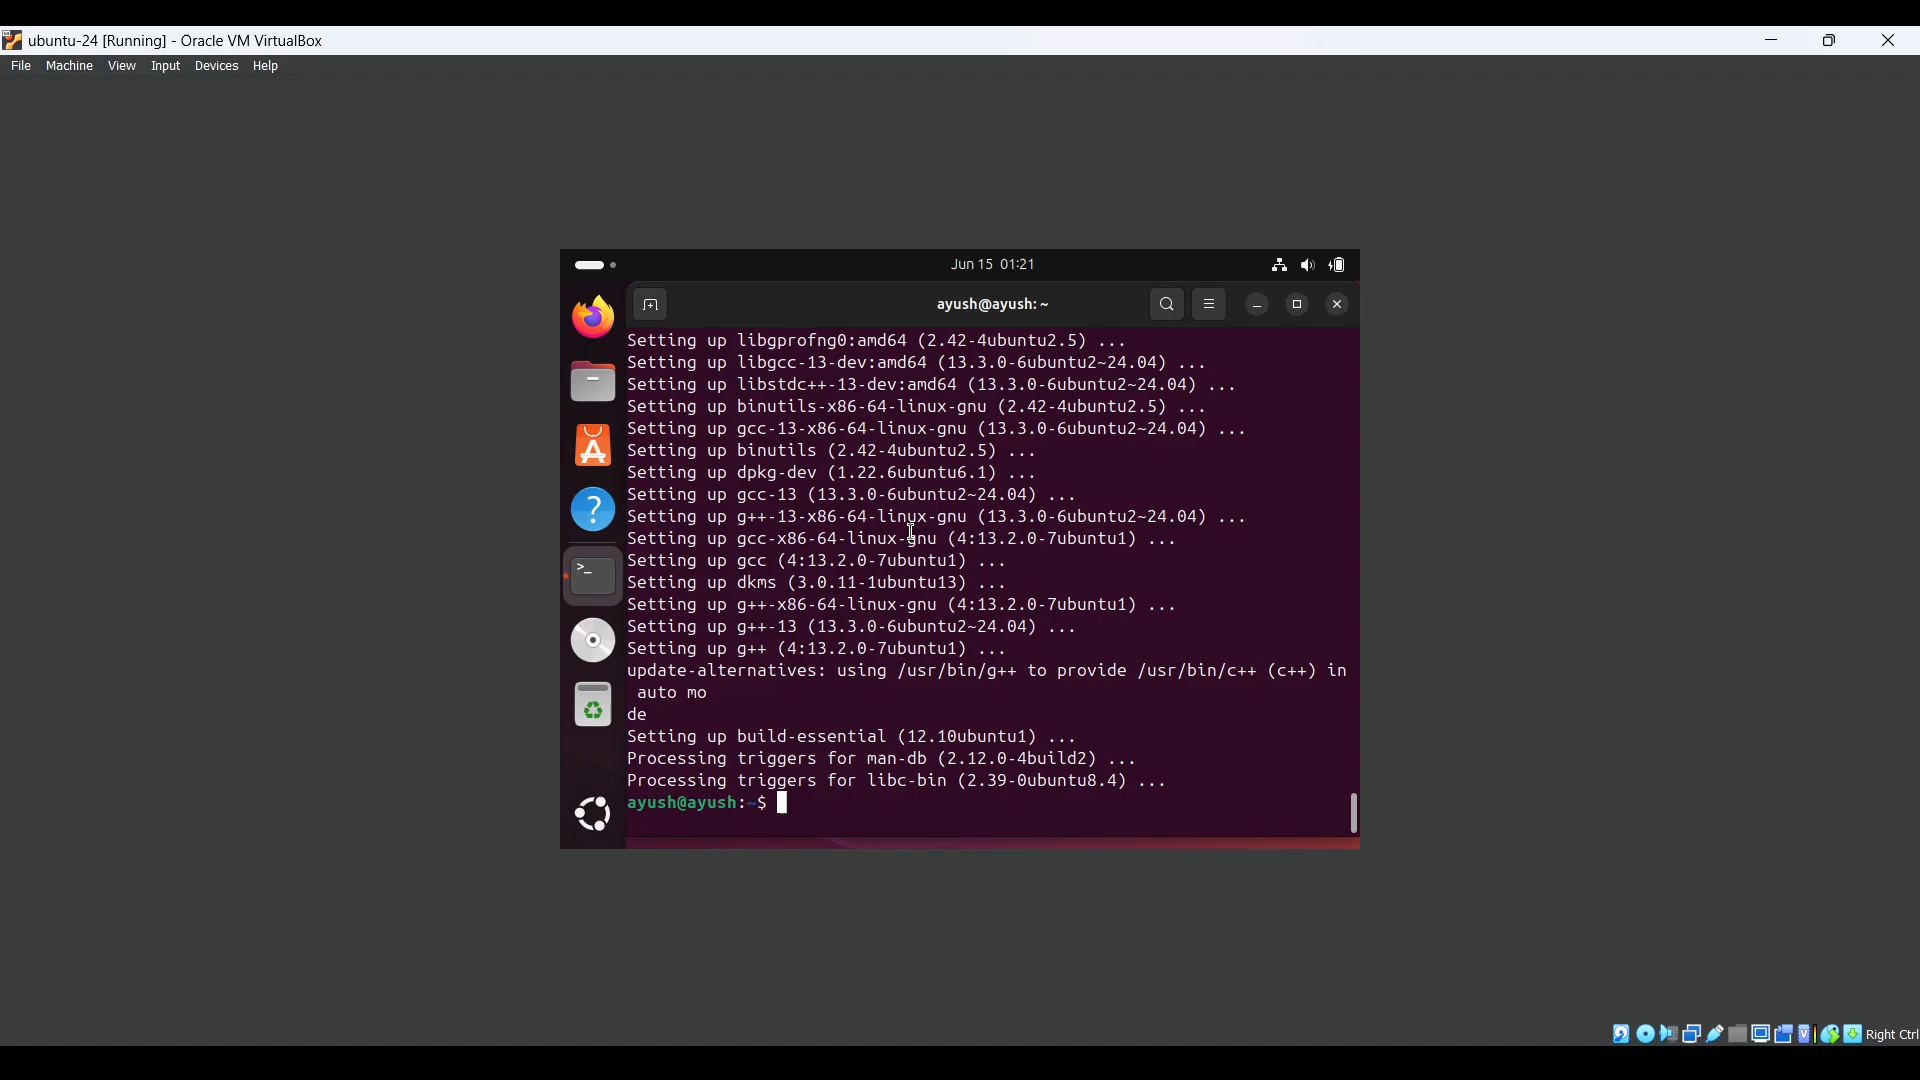 ubuntu-24 [Running] - Oracle VM VirtualBox
File Machine View Input Devices Help
Jun 15 01:21
ayush@ayush: ~
Setting up libgprofng0:amd64 (2.42-4ubuntu2.5) ...
Setting up libgcc-13-dev:amd64 (13.3.0-6ubuntu2~24.04) ...
Setting up libstdc++-13-dev:amd64 (13.3.0-6ubuntu2~24.04) ...
Setting up binutils-x86-64-linux-gnu (2.42-4ubuntu2.5) ...
Setting up gcc-13-x86-64-linux-gnu (13.3.0-6ubuntu2~24.04) ...
Setting up binutils (2.42-4ubuntu2.5) ...
Setting up dpkg-dev (1.22.6ubuntu6.1) ...
Setting up gcc-13 (13.3.0-6ubuntu2~24.04) ...
Setting up g++-13-x86-64-linux-gnu (13.3.0-6ubuntu2~24.04) ...
Setting up gcc-x86-64-linux-gnu (4:13.2.0-7ubuntu1) ...
Setting up gcc (4:13.2.0-7ubuntu1) ...
Setting up dkms (3.0.11-1ubuntu13) ...
Setting up g++-x86-64-linux-gnu (4:13.2.0-7ubuntu1) ...
Setting up g++-13 (13.3.0-6ubuntu2~24.04) ...
Setting up g++ (4:13.2.0-7ubuntu1) ...
update-alternatives: using /usr/bin/g++ to provide /usr/bin/c++ (c++) in
auto mo
de
Setting up build-essential (12.10ubuntu1) ...
Processing triggers for man-db (2.12.0-4build2) ...
Processing triggers for libc-bin (2.39-0ubuntu8.4) ...
ayush@ayush:~$
Right Ctrl